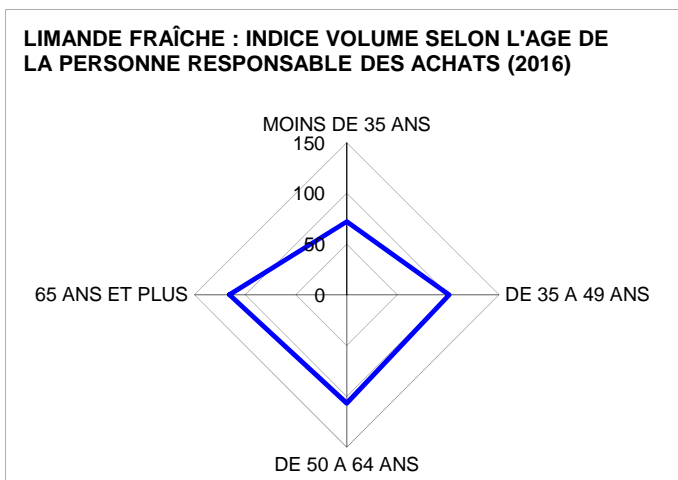 LIMANDE FRAÎCHE : INDICE VOLUME SELON L'AGE DE
LA PERSONNE RESPONSABLE DES ACHATS (2016)
MOINS DE 35 ANS
150
100
50
65 ANS ET PLUS
0
DE 35 A 49 ANS
DE 50 A 64 ANS